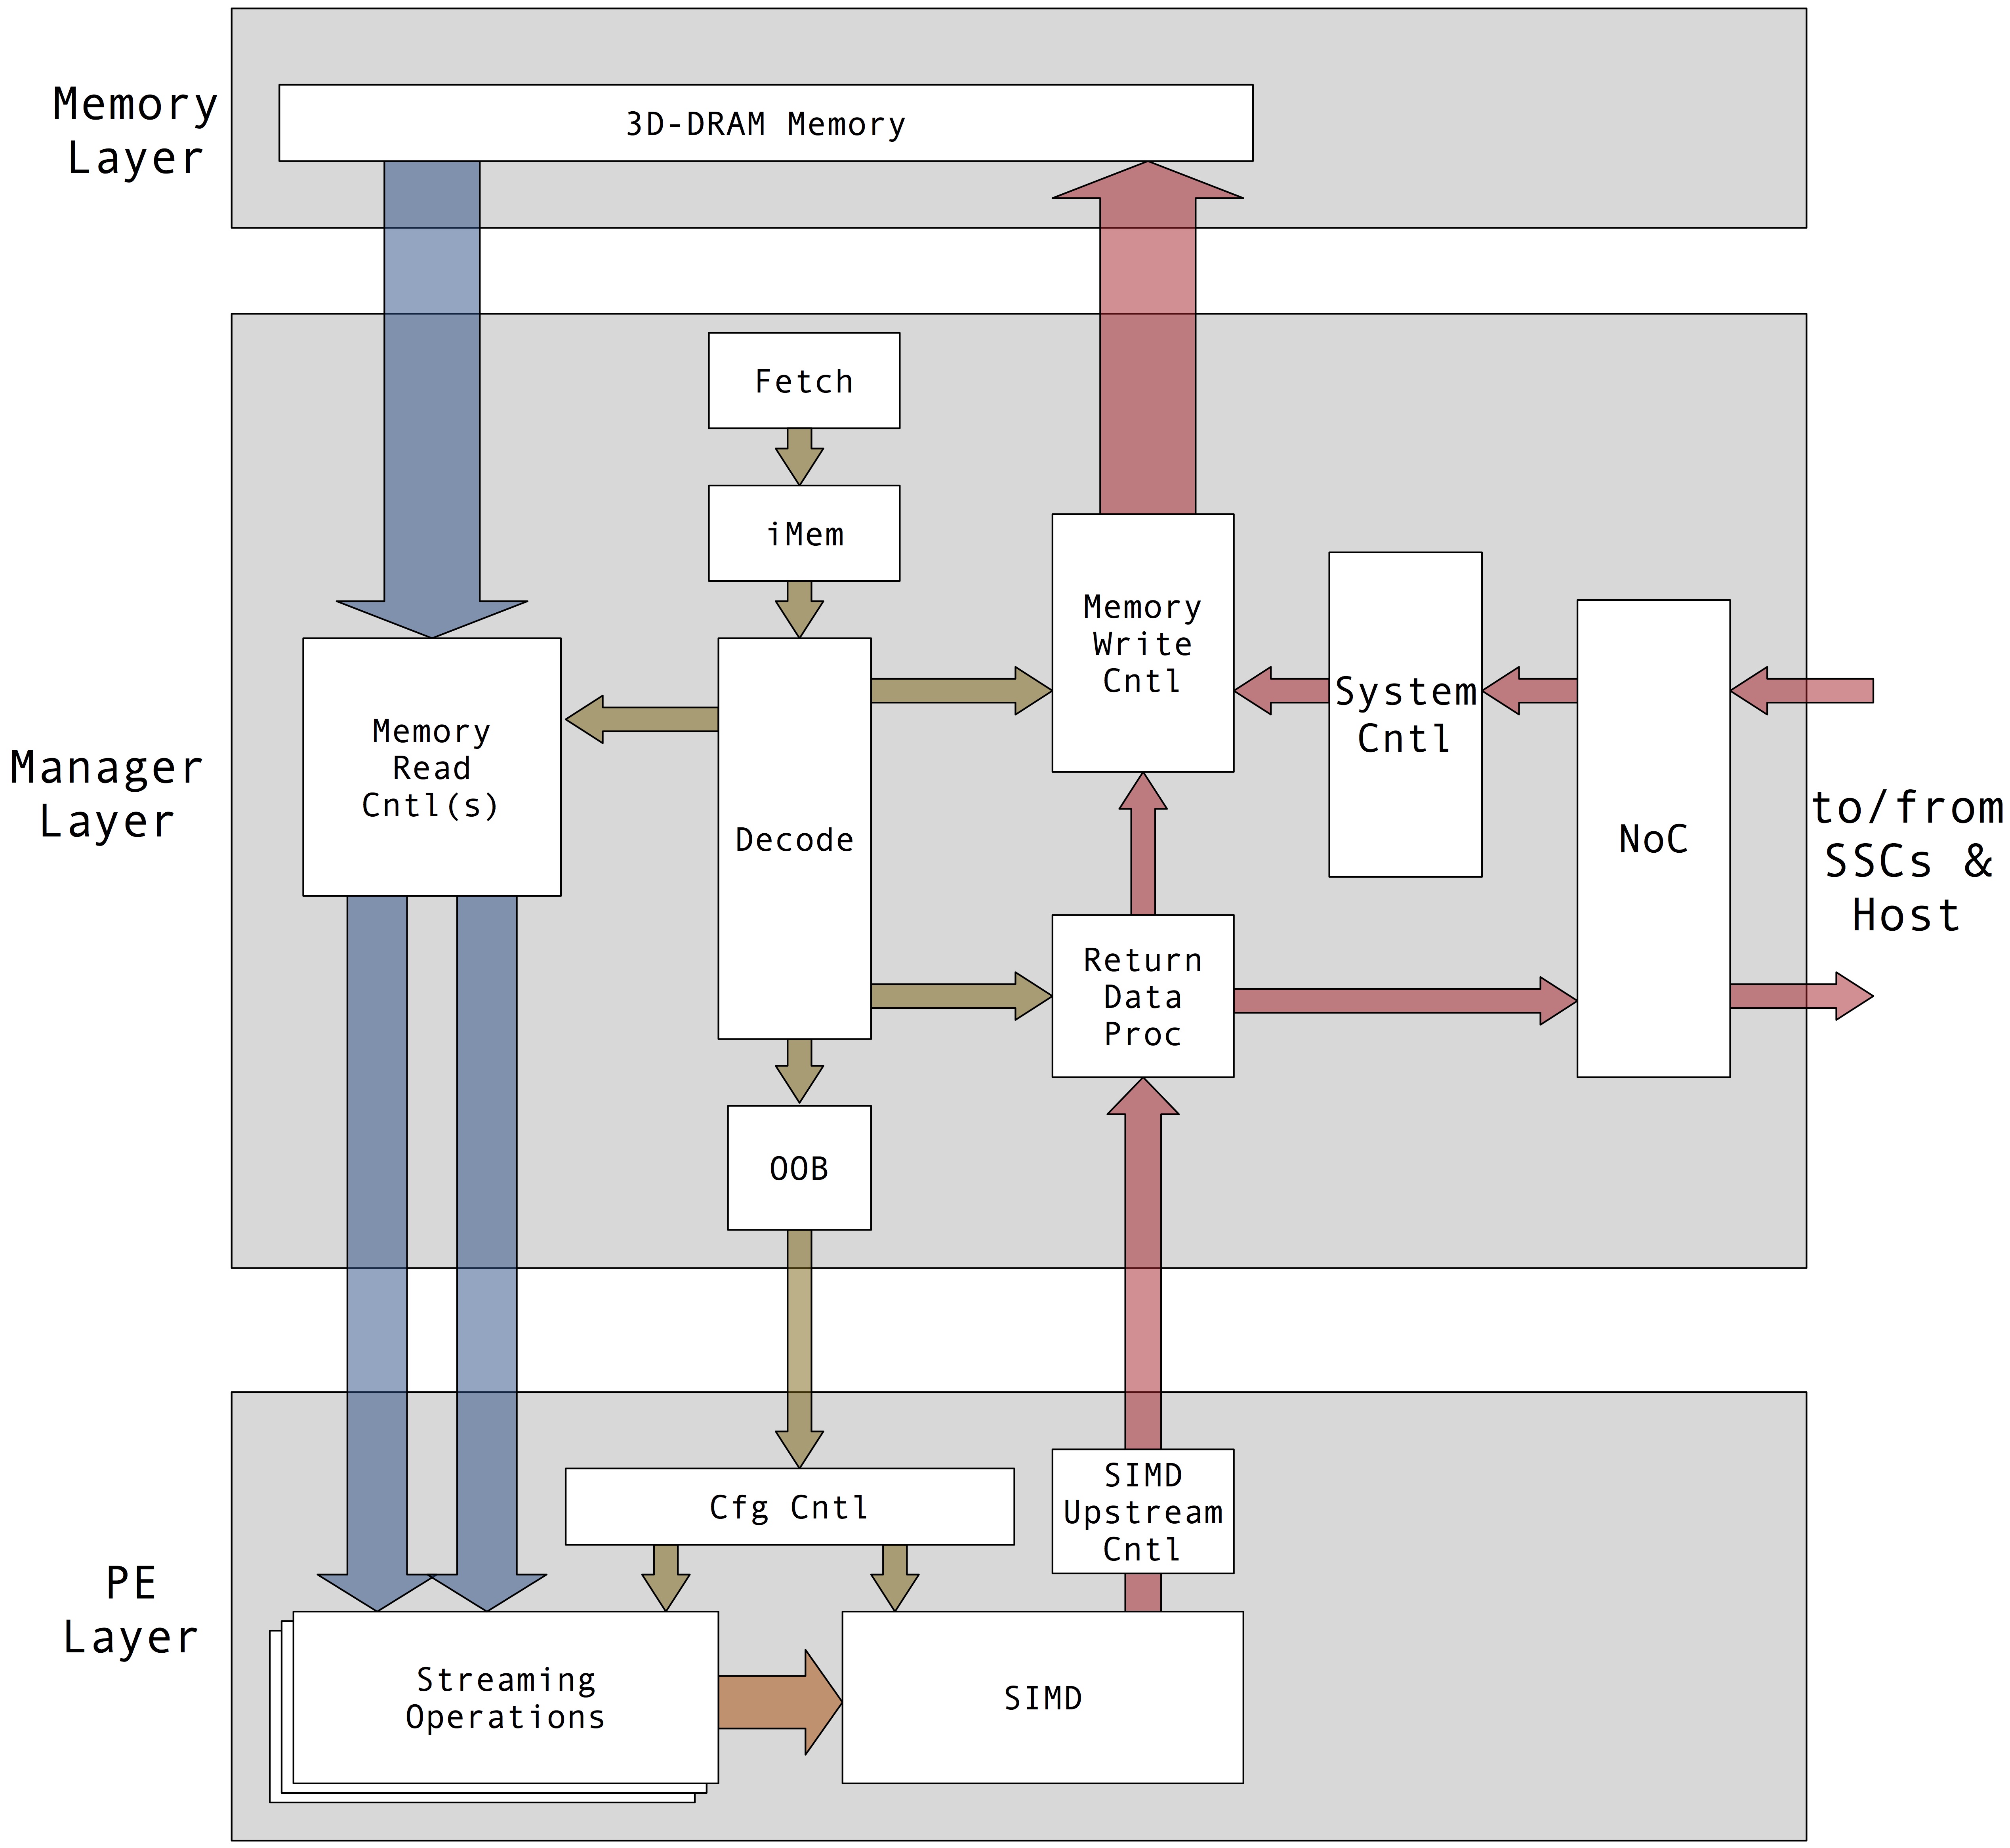 Memory
Layer
3D-DRAM Memory
Fetch
iMem
Memory
Write
Cntl
System
Cntl
Memory
Read
Cntl(s)
Manager
Layer
Decode
NoC
to/from
SSCs &
Host
Return
Data
Proc
OOB
Cfg Cntl
SIMD
Upstream
Cntl
PE
Layer
Streaming
Operations
SIMD